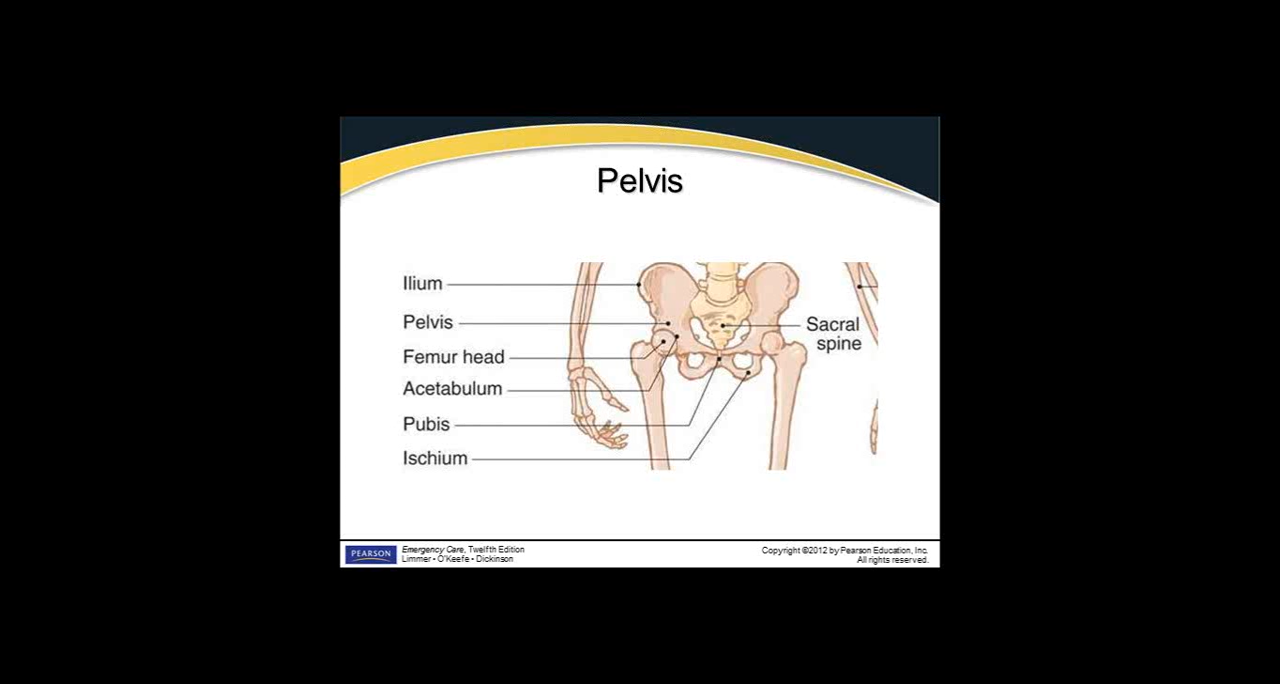 Pelvis
Ilium
Pelvis
Femur head
Acetabulum
Pubis
Ischium
Sacral
spine
PEARSON
Emergency Care, Twelfth Edition
Limmer • O'Keefe • Dickinson
Copyright ©2012 by Pearson Education, Inc.
All rights reserved.